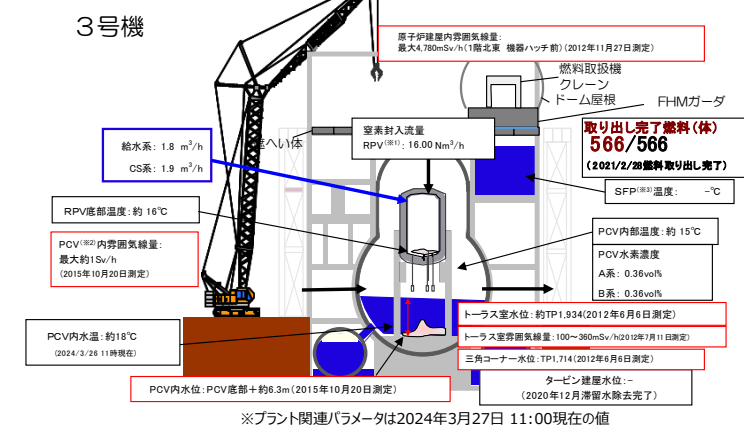 3号機
原子炉建屋内雰囲気線量:
最大4,780mSv/h(1階北東 機器ハッチ前)(2012年11月27日測定)
燃料取扱機
クレーン
ドーム屋根
FHMガーダ
遮へい体
窒素封入流量
RPV(※1): 16.00 Nm3/h
給水系: 1.8 m3/h
CS系: 1.9 m3/h
取り出し完了燃料(体)
566/566
(2021/2/28燃料取り出し完了)
SFP(※3)温度: -℃
RPV底部温度: 約 16℃
PCV(※2)内雰囲気線量:
最大約1Sv/h
(2015年10月20日測定)
PCV内部温度: 約 15℃
PCV水素濃度
A系: 0.36vol%
B系: 0.36vol%
トーラス室水位: 約TP1,934(2012年6月6日測定)
トーラス室雰囲気線量: 100~360mSv/h(2012年7月11日測定)
三角コーナー水位: TP1,714(2012年6月6日測定)
PCV内水温: 約18℃
(2024/3/26 11時現在)
PCV内水位: PCV底部+約6.3m(2015年10月20日測定)
タービン建屋水位: -
(2020年12月滞留水除去完了)
※プラント関連パラメータは2024年3月27日 11:00現在の値